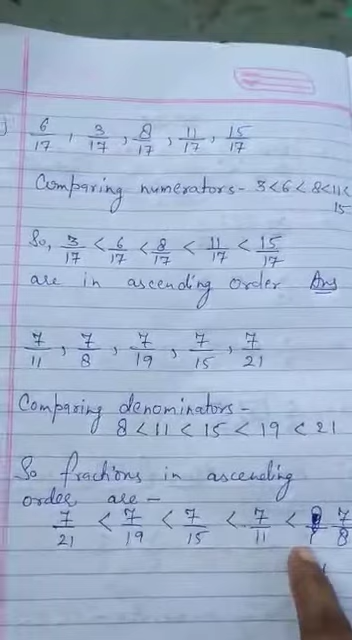 6/17, 3/17, 8/17, 11/17, 15/17
Comparing numerators - 3<6<8<11<
15
So, 3/17 < 6/17 < 8/17 < 11/17 < 15/17
are in ascending order Ans
7/11, 7/8, 7/19, 7/15, 7/21
Comparing denominators -
8 < 11 < 15 < 19 < 21
So fractions in ascending
order are -
7/21 < 7/19 < 7/15 < 7/11 < 7/8